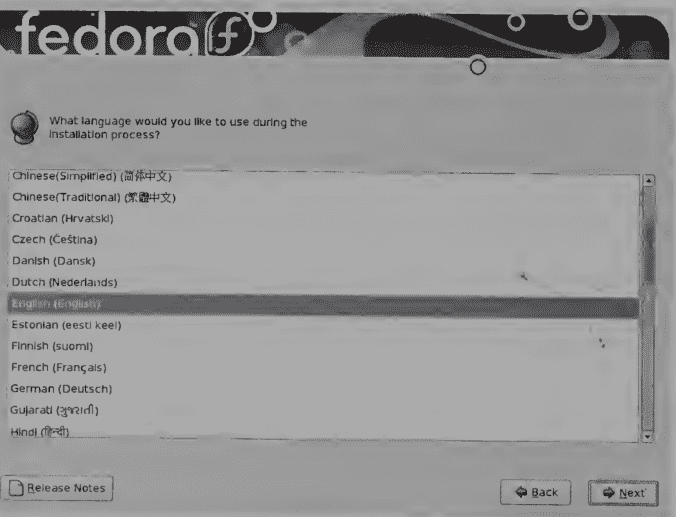 fedora f
What language would you like to use during the
installation process?
Chinese(Simplified) (简体中文)
Chinese(Traditional) (繁體中文)
Croatian (Hrvatski)
Czech (Čeština)
Danish (Dansk)
Dutch (Nederlands)
English (English)
Estonian (eesti keel)
Finnish (suomi)
French (Français)
German (Deutsch)
Gujarati (ગુજરાતી)
Hindi (हिन्दी)
Release Notes
Back
Next